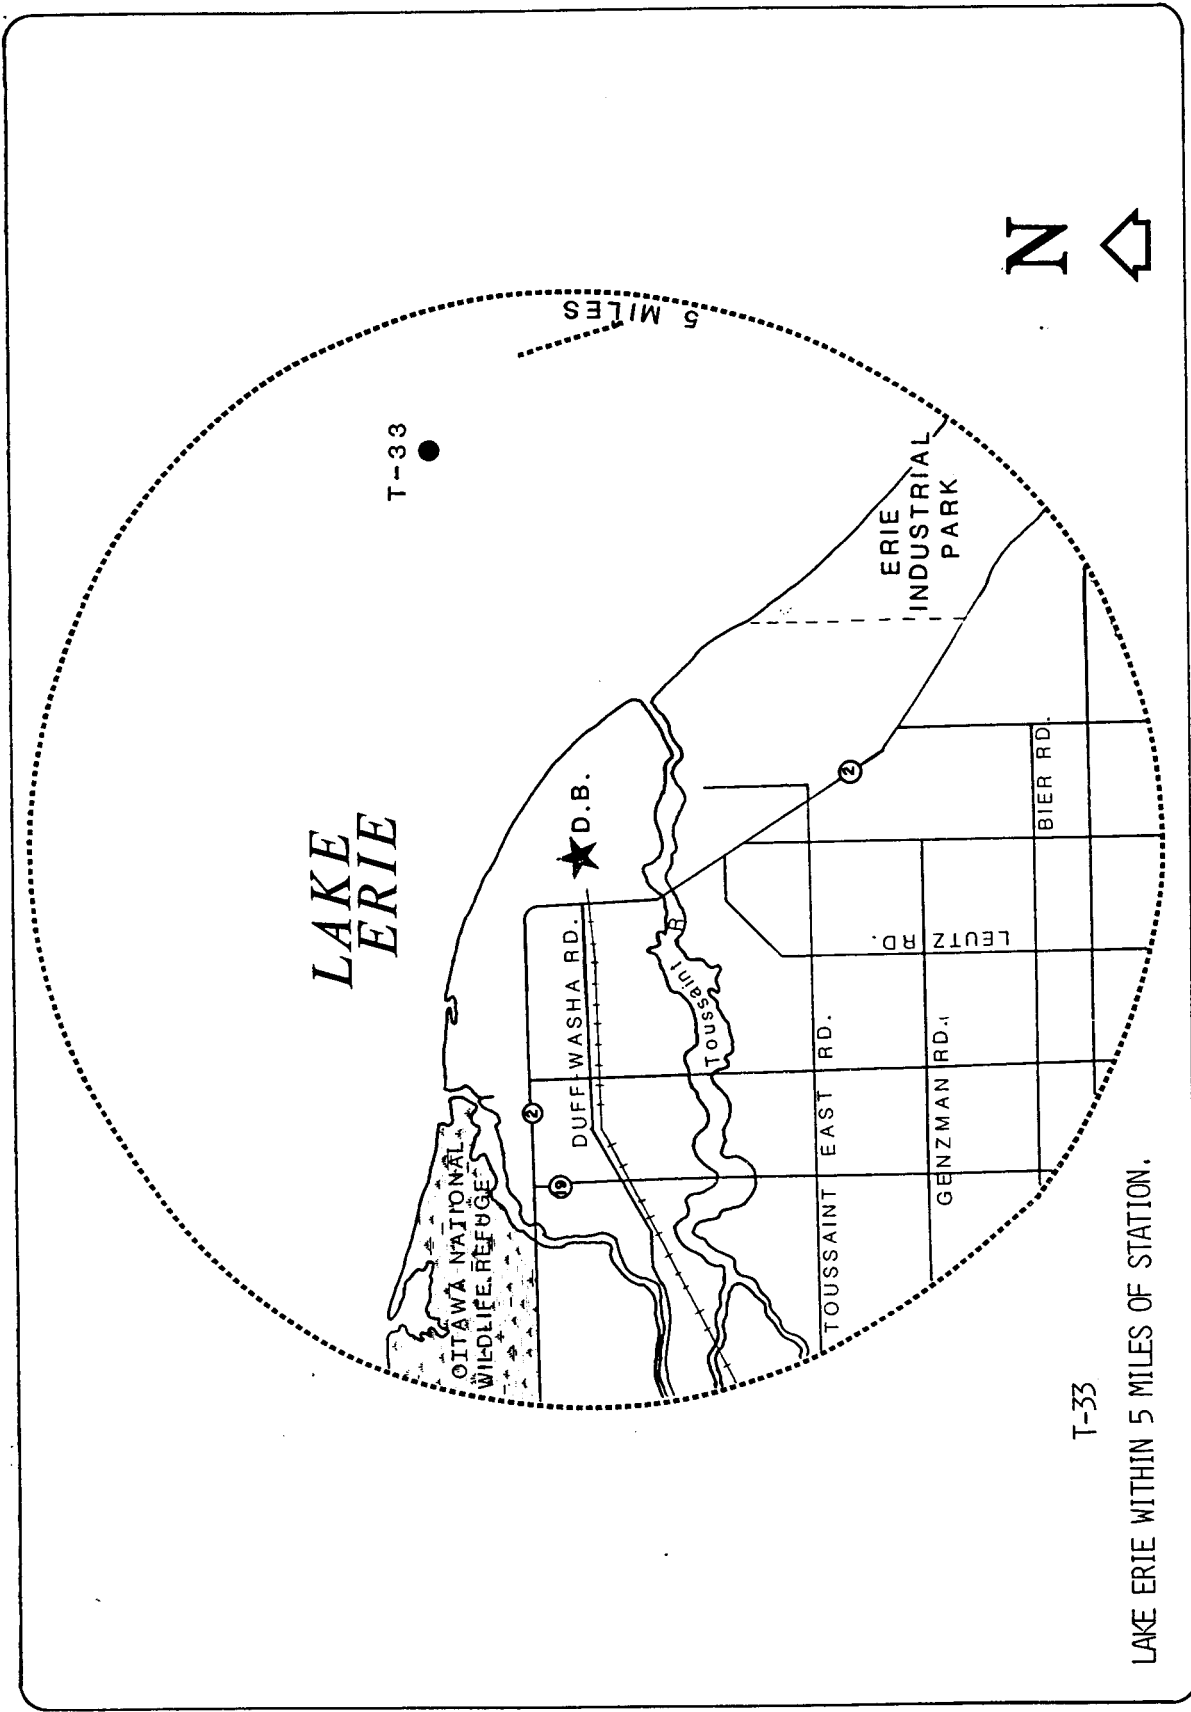 LAKE
ERIE
T-33
5 MILES
D.B.
OTTAWA NATIONAL
WILDLIFE REFUGE
2
19
DUFF-WASHA RD.
Toussaint
R
2
ERIE
INDUSTRIAL
PARK
TOUSSAINT EAST RD.
LEUTZ RD.
GENZMAN RD.
BIER RD.
N
T-33
LAKE ERIE WITHIN 5 MILES OF STATION.